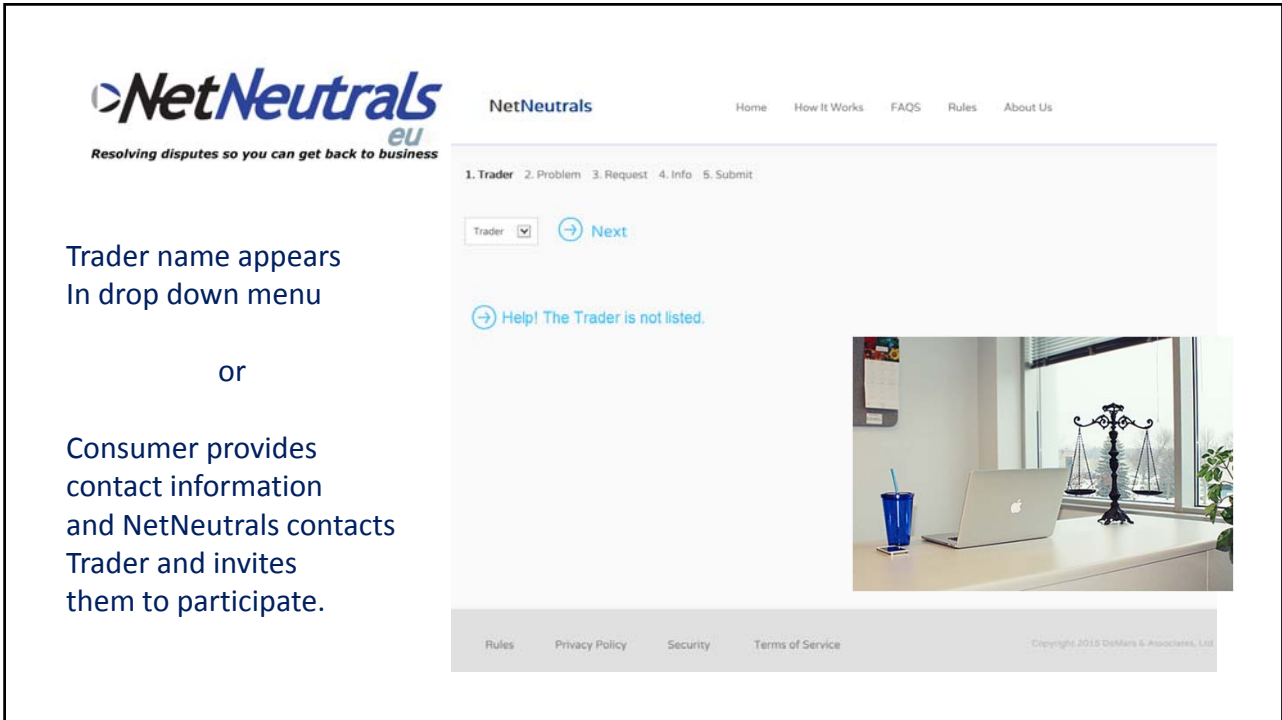 NetNeutrals
eu
Resolving disputes so you can get back to business
Trader name appears
In drop down menu
or
Consumer provides
contact information
and NetNeutrals contacts
Trader and invites
them to participate.
NetNeutrals Home How It Works FAQS Rules About Us
1. Trader 2. Problem 3. Request 4. Info 5. Submit
Trader Next
Help! The Trader is not listed.
Rules Privacy Policy Security Terms of Service Copyright 2015 DeMars & Associates, Ltd